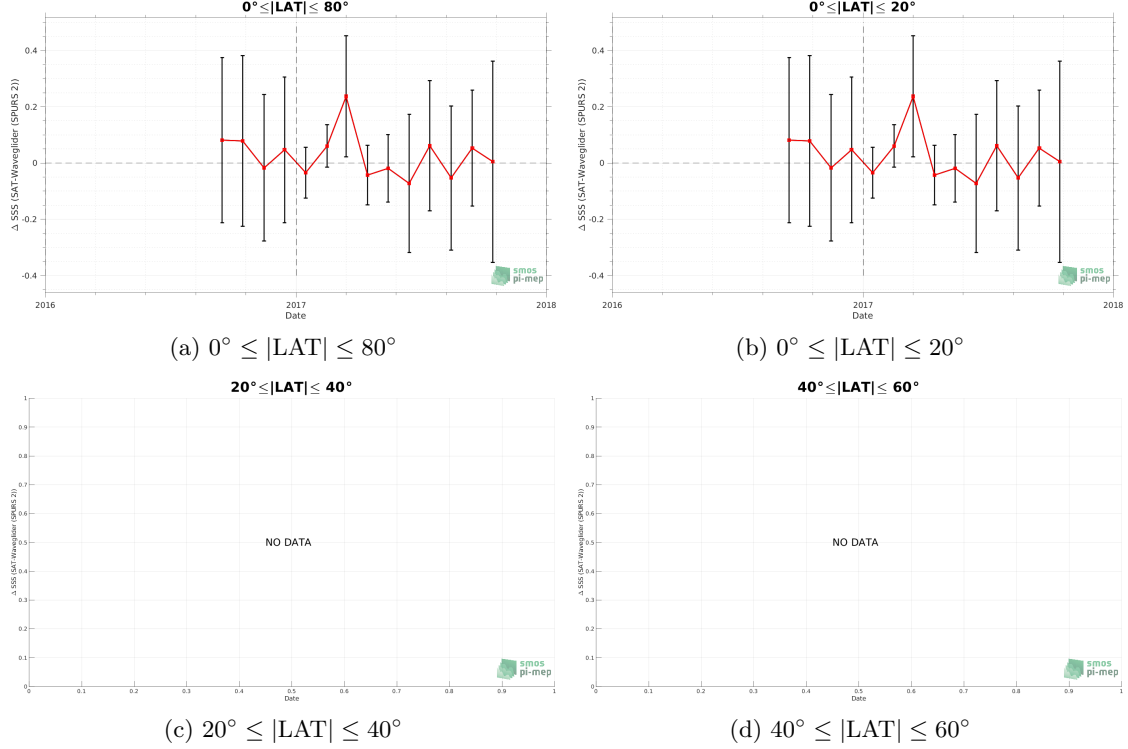 0°≤|LAT|≤ 80°
Δ SSS (SAT-Waveglider (SPURS 2))
0.4
0.2
0
-0.2
-0.4
2016
2017
2018
Date
smos
pi-mep
(a) 0° ≤ |LAT| ≤ 80°
0°≤|LAT|≤ 20°
Δ SSS (SAT-Waveglider (SPURS 2))
0.4
0.2
0
-0.2
-0.4
2016
2017
2018
Date
smos
pi-mep
(b) 0° ≤ |LAT| ≤ 20°
20°≤|LAT|≤ 40°
Δ SSS (SAT-Waveglider (SPURS 2))
1
0.9
0.8
0.7
0.6
0.5
0.4
0.3
0.2
0.1
0
NO DATA
0 0.1 0.2 0.3 0.4 0.5 0.6 0.7 0.8 0.9 1
Date
smos
pi-mep
(c) 20° ≤ |LAT| ≤ 40°
40°≤|LAT|≤ 60°
Δ SSS (SAT-Waveglider (SPURS 2))
1
0.9
0.8
0.7
0.6
0.5
0.4
0.3
0.2
0.1
0
NO DATA
0 0.1 0.2 0.3 0.4 0.5 0.6 0.7 0.8 0.9 1
Date
smos
pi-mep
(d) 40° ≤ |LAT| ≤ 60°